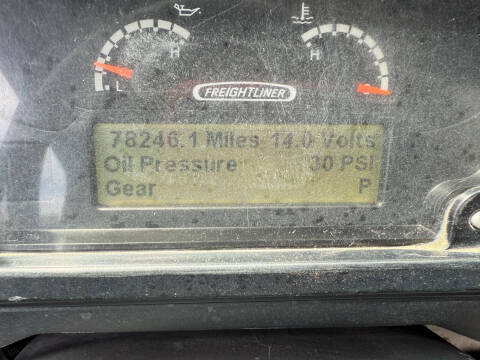 H
H
L
FREIGHTLINER
78246.1 Miles 14.0 Volts
Oil Pressure 30 PSI
Gear P